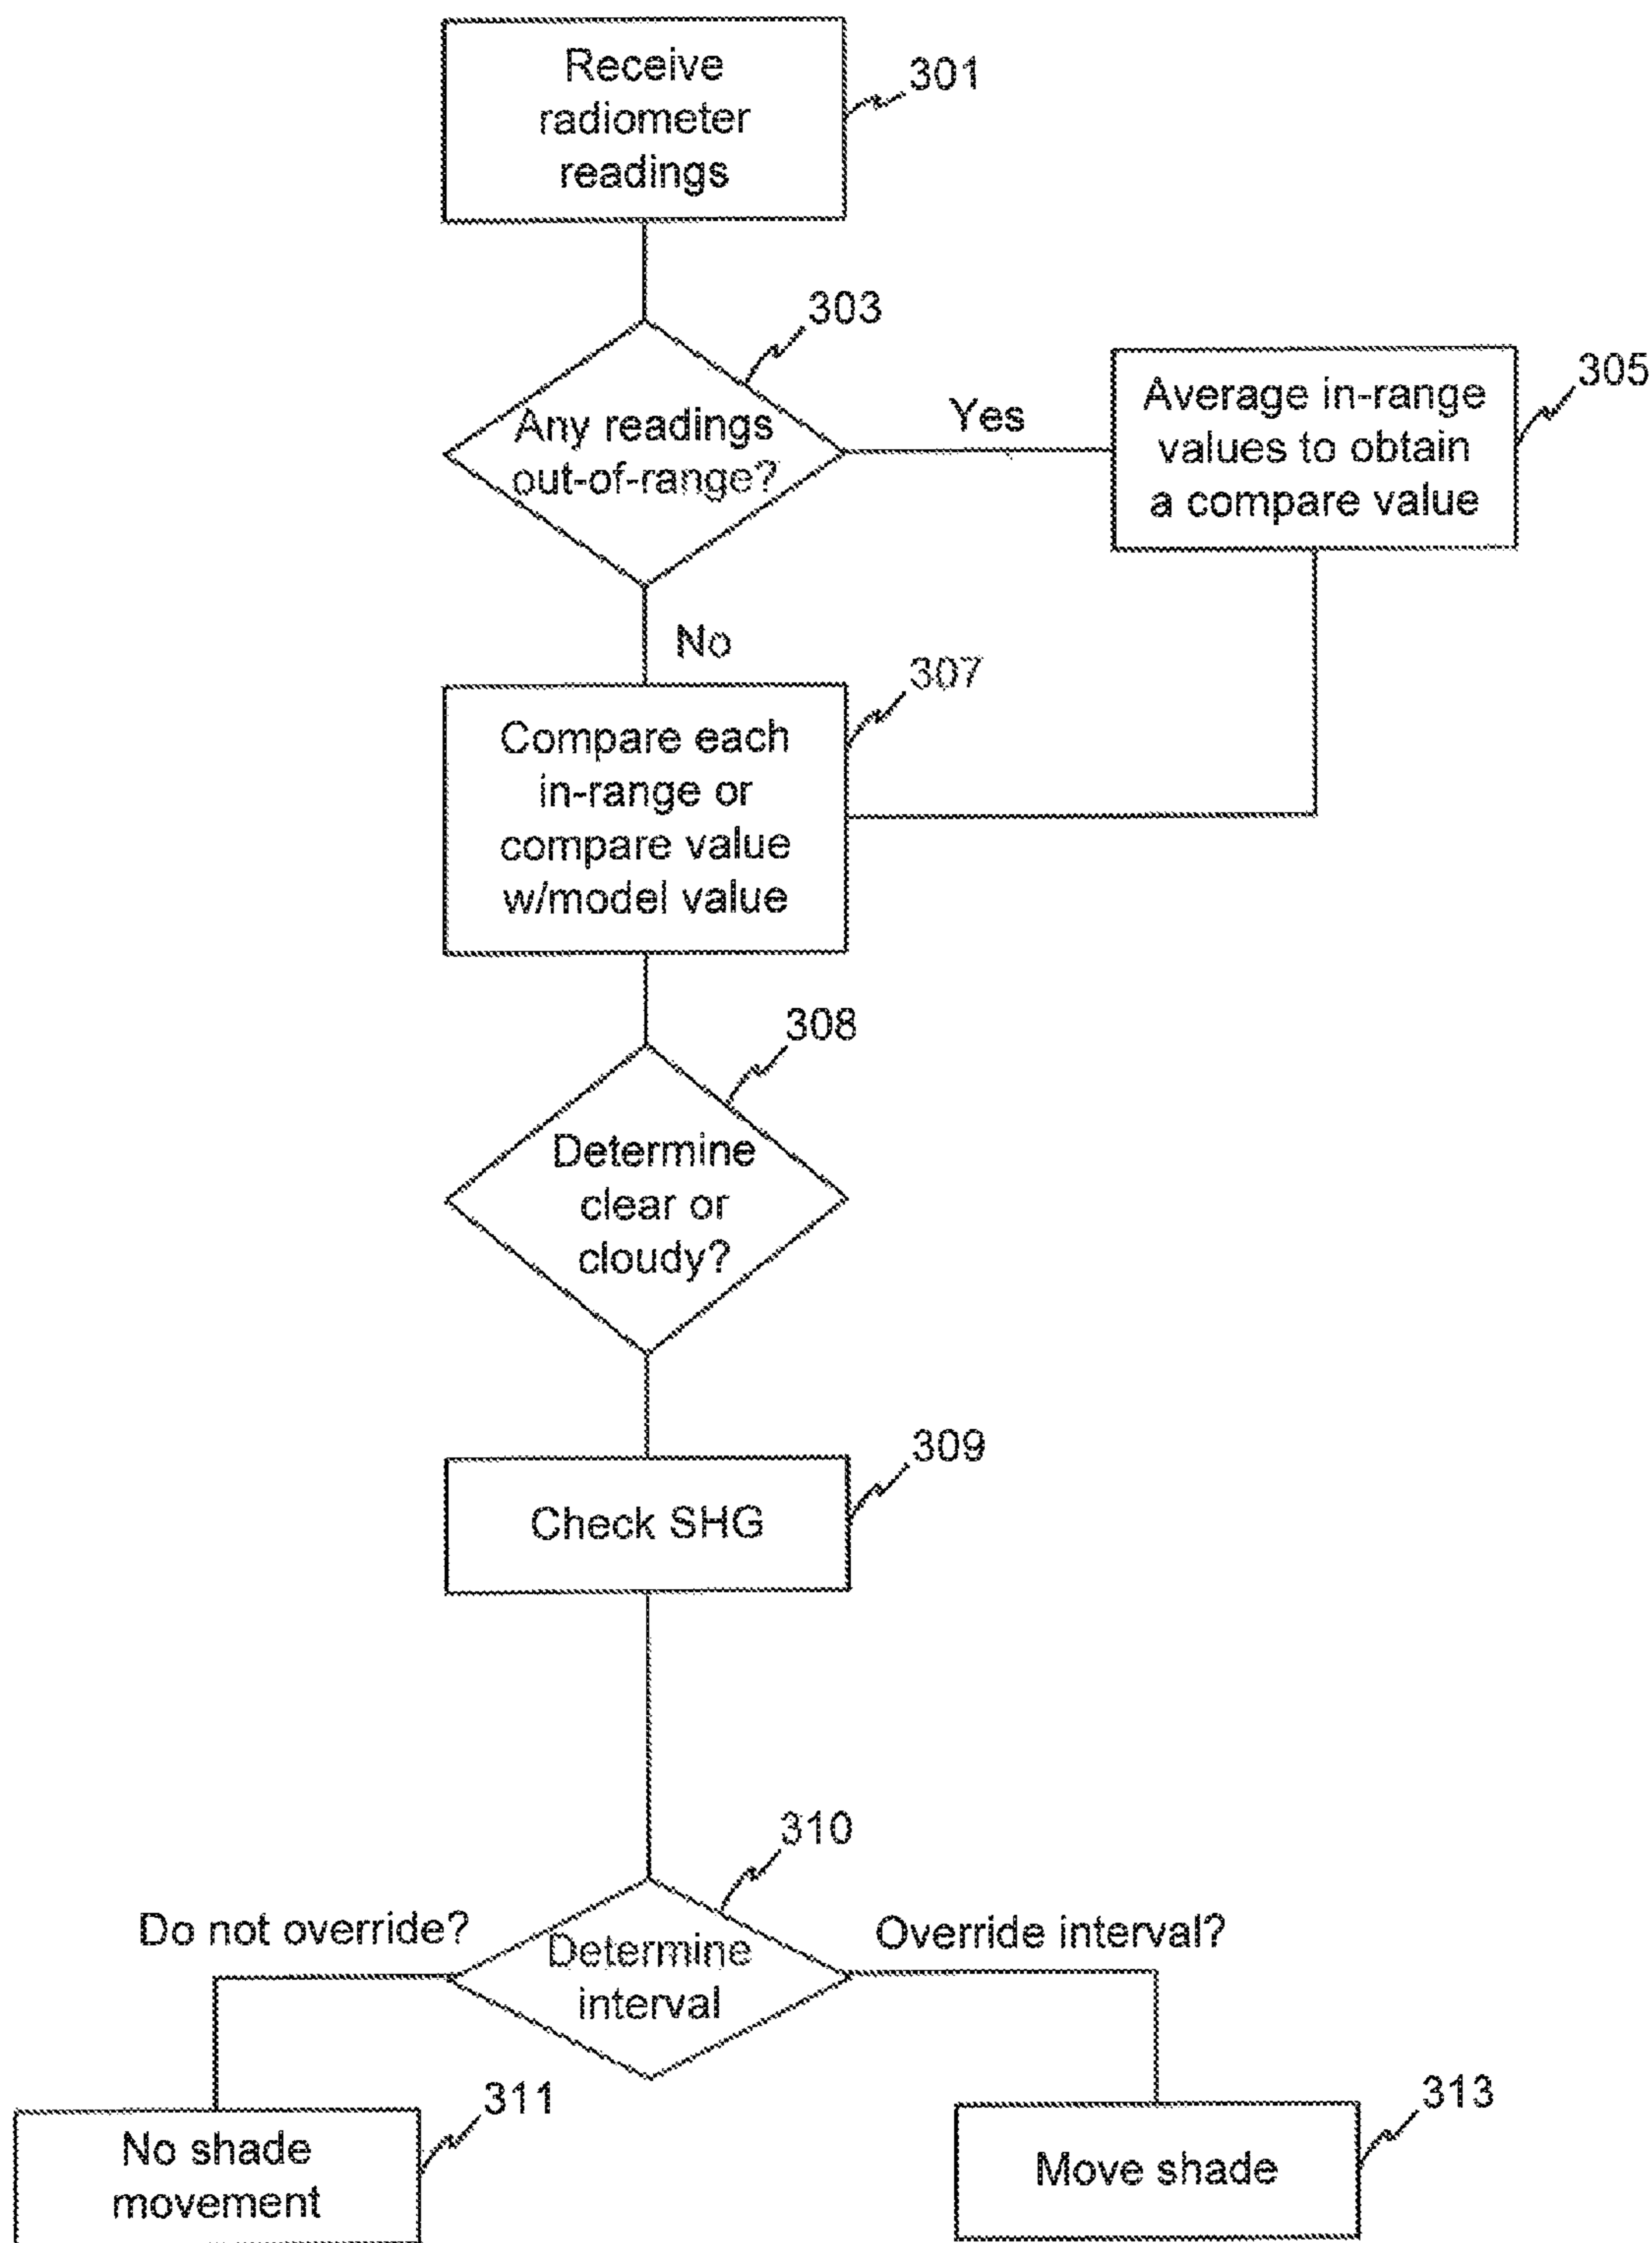 Receive
radiometer
readings
301
303
Any readings
out-of-range?
Yes
Average in-range
values to obtain
a compare value
305
No
307
Compare each
in-range or
compare value
w/model value
308
Determine
clear or
cloudy?
309
Check SHG
310
Do not override?
Determine
interval
Override interval?
311
No shade
movement
313
Move shade